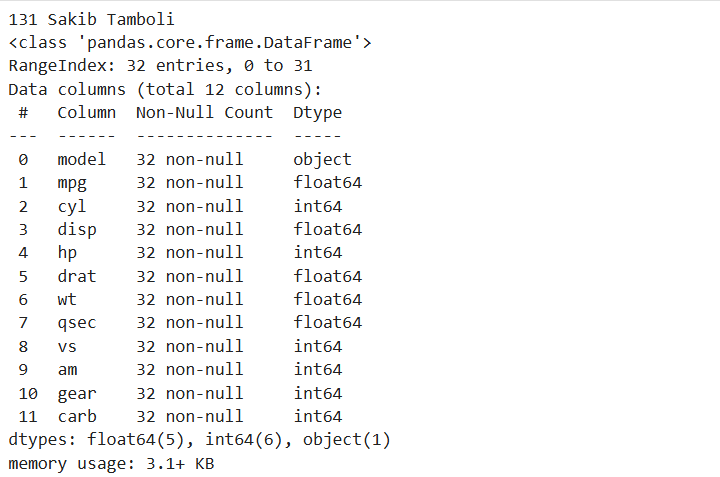 131 Sakib Tamboli
<class 'pandas.core.frame.DataFrame'>
RangeIndex: 32 entries, 0 to 31
Data columns (total 12 columns):
 #   Column  Non-Null Count  Dtype
---  ------  --------------  -----
 0   model   32 non-null     object
 1   mpg     32 non-null     float64
 2   cyl     32 non-null     int64
 3   disp    32 non-null     float64
 4   hp      32 non-null     int64
 5   drat    32 non-null     float64
 6   wt      32 non-null     float64
 7   qsec    32 non-null     float64
 8   vs      32 non-null     int64
 9   am      32 non-null     int64
 10  gear    32 non-null     int64
 11  carb    32 non-null     int64
dtypes: float64(5), int64(6), object(1)
memory usage: 3.1+ KB